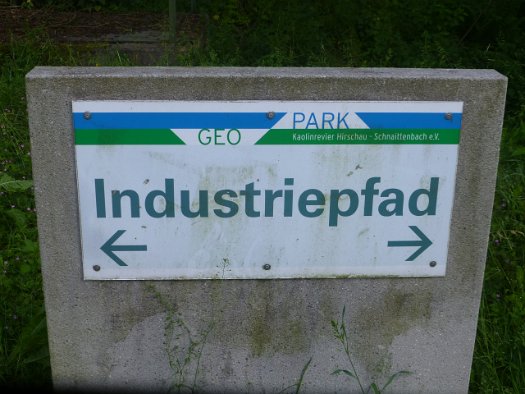 GEO PARK
Kaolinrevier Hirschau - Schnaittenbach e.V.
Industriepfad